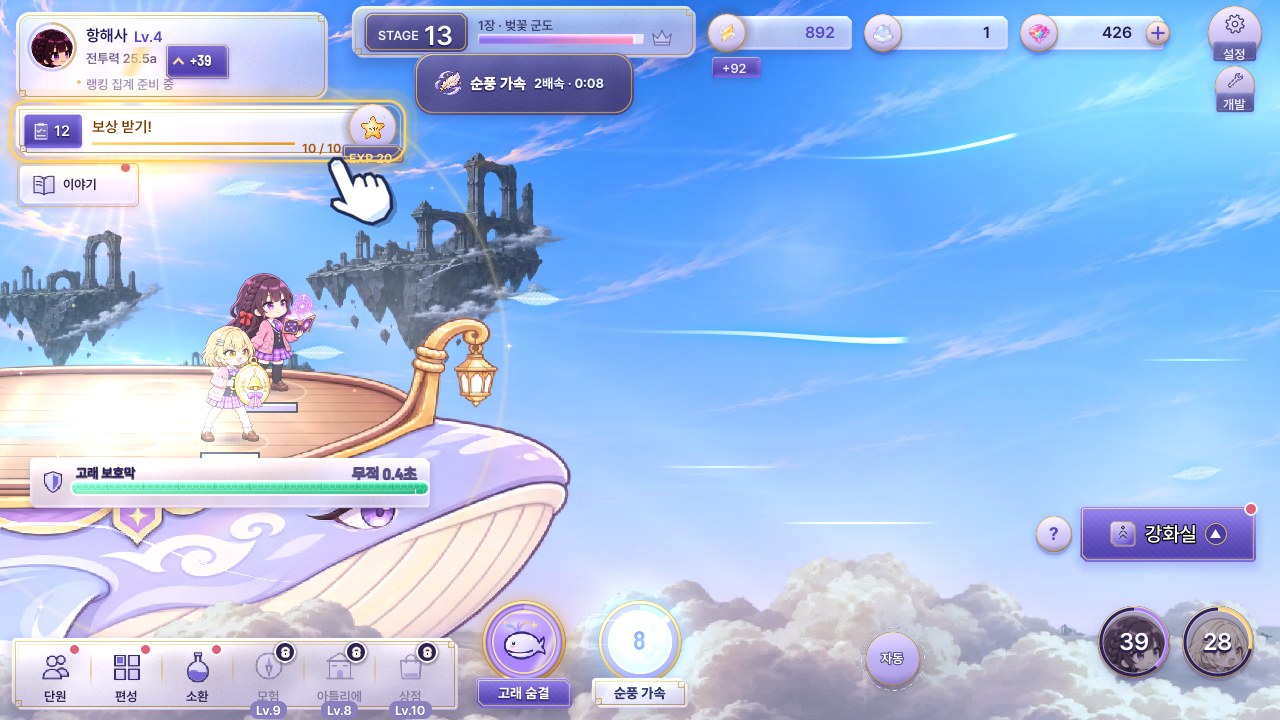 항해사 Lv.4
전투력 25.5a
+39
랭킹 집계 준비 중
STAGE 13
1장 · 벚꽃 군도
순풍 가속 2배속 · 0:08
892
+92
1
426
설정
개발
12
보상 받기!
10 / 10
EXP 20
이야기
고래 보호막
무적 0.4초
?
강화실
단원
편성
소환
모험
Lv.9
아틀리에
Lv.8
상점
Lv.10
고래 숨결
8
순풍 가속
자동
39
28